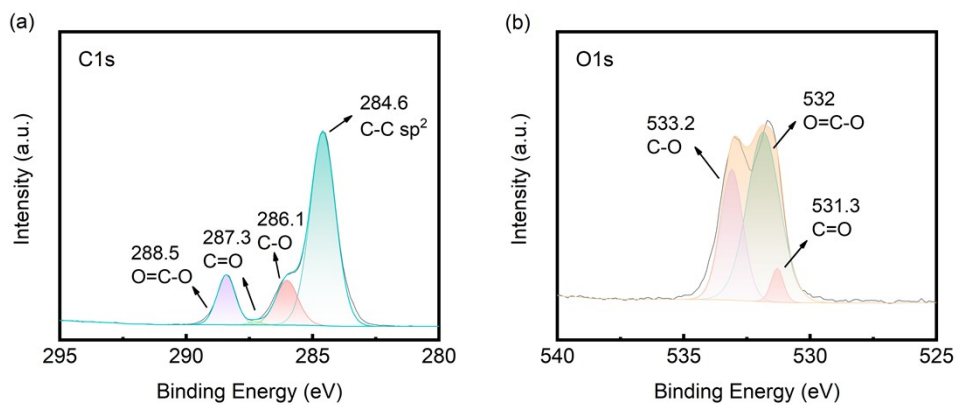 (a)
C1s
284.6
C-C sp²
286.1
C-O
287.3
C=O
288.5
O=C-O
Intensity (a.u.)
295
290
285
280
Binding Energy (eV)
(b)
O1s
532
O=C-O
533.2
C-O
531.3
C=O
Intensity (a.u.)
540
535
530
525
Binding Energy (eV)